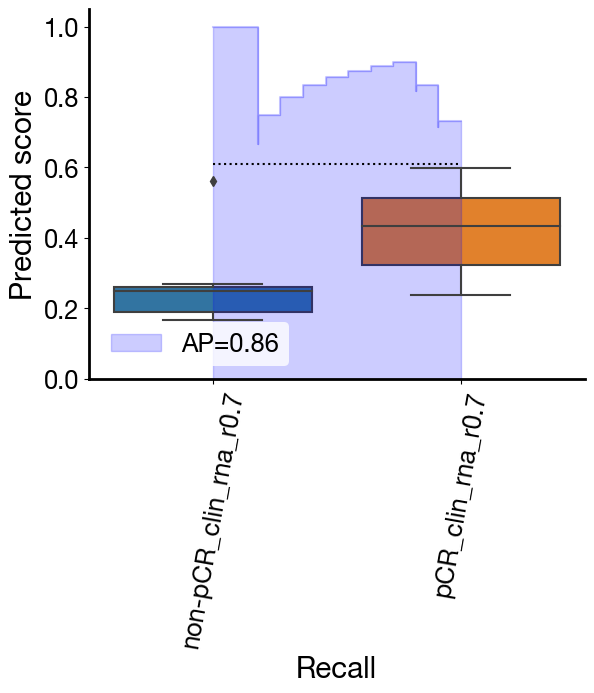 1.0
0.8
0.6
0.4
0.2
0.0
Predicted score
AP=0.86
non-pCR_clin_rna_r0.7
pCR_clin_rna_r0.7
Recall